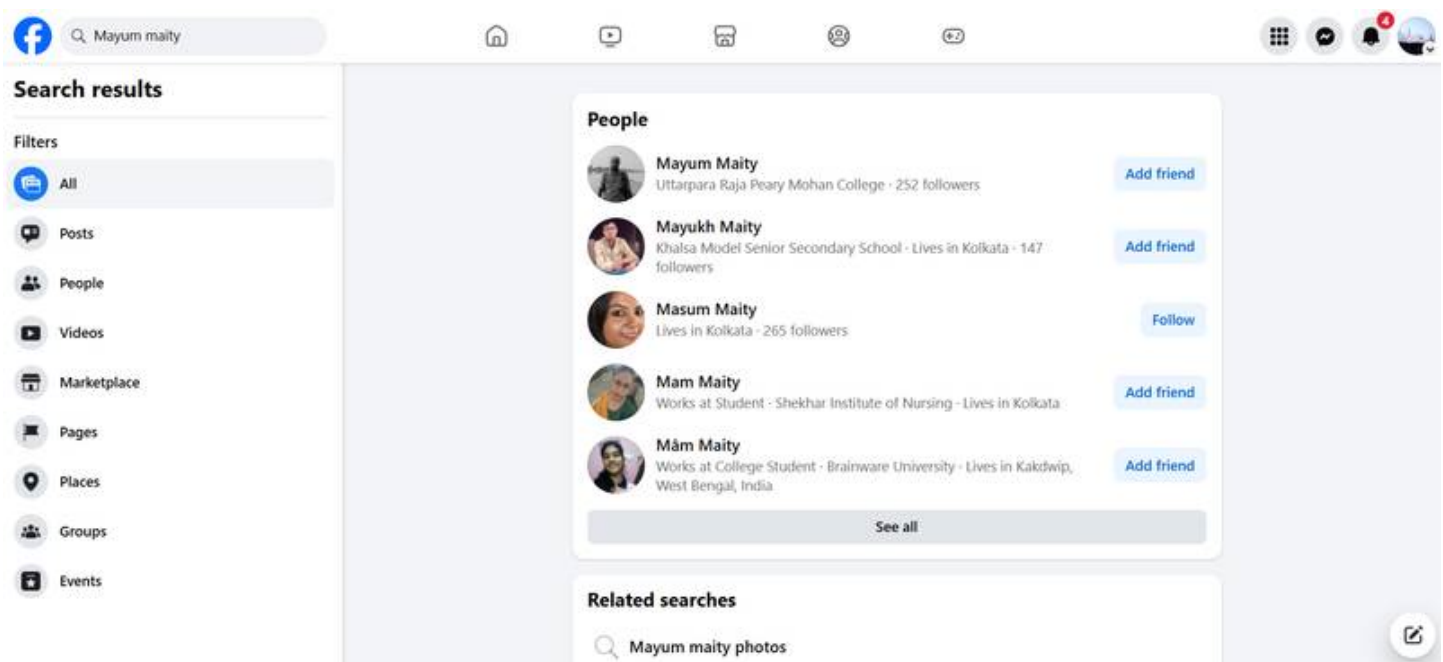 Mayum maity
4
Search results
Filters
All
Posts
People
Videos
Marketplace
Pages
Places
Groups
Events
People
Mayum Maity
Uttarpara Raja Peary Mohan College · 252 followers
Add friend
Mayukh Maity
Khalsa Model Senior Secondary School · Lives in Kolkata · 147
followers
Add friend
Masum Maity
Lives in Kolkata · 265 followers
Follow
Mam Maity
Works at Student · Shekhar Institute of Nursing · Lives in Kolkata
Add friend
Mâm Maity
Works at College Student · Brainware University · Lives in Kakdwip,
West Bengal, India
Add friend
See all
Related searches
Mayum maity photos